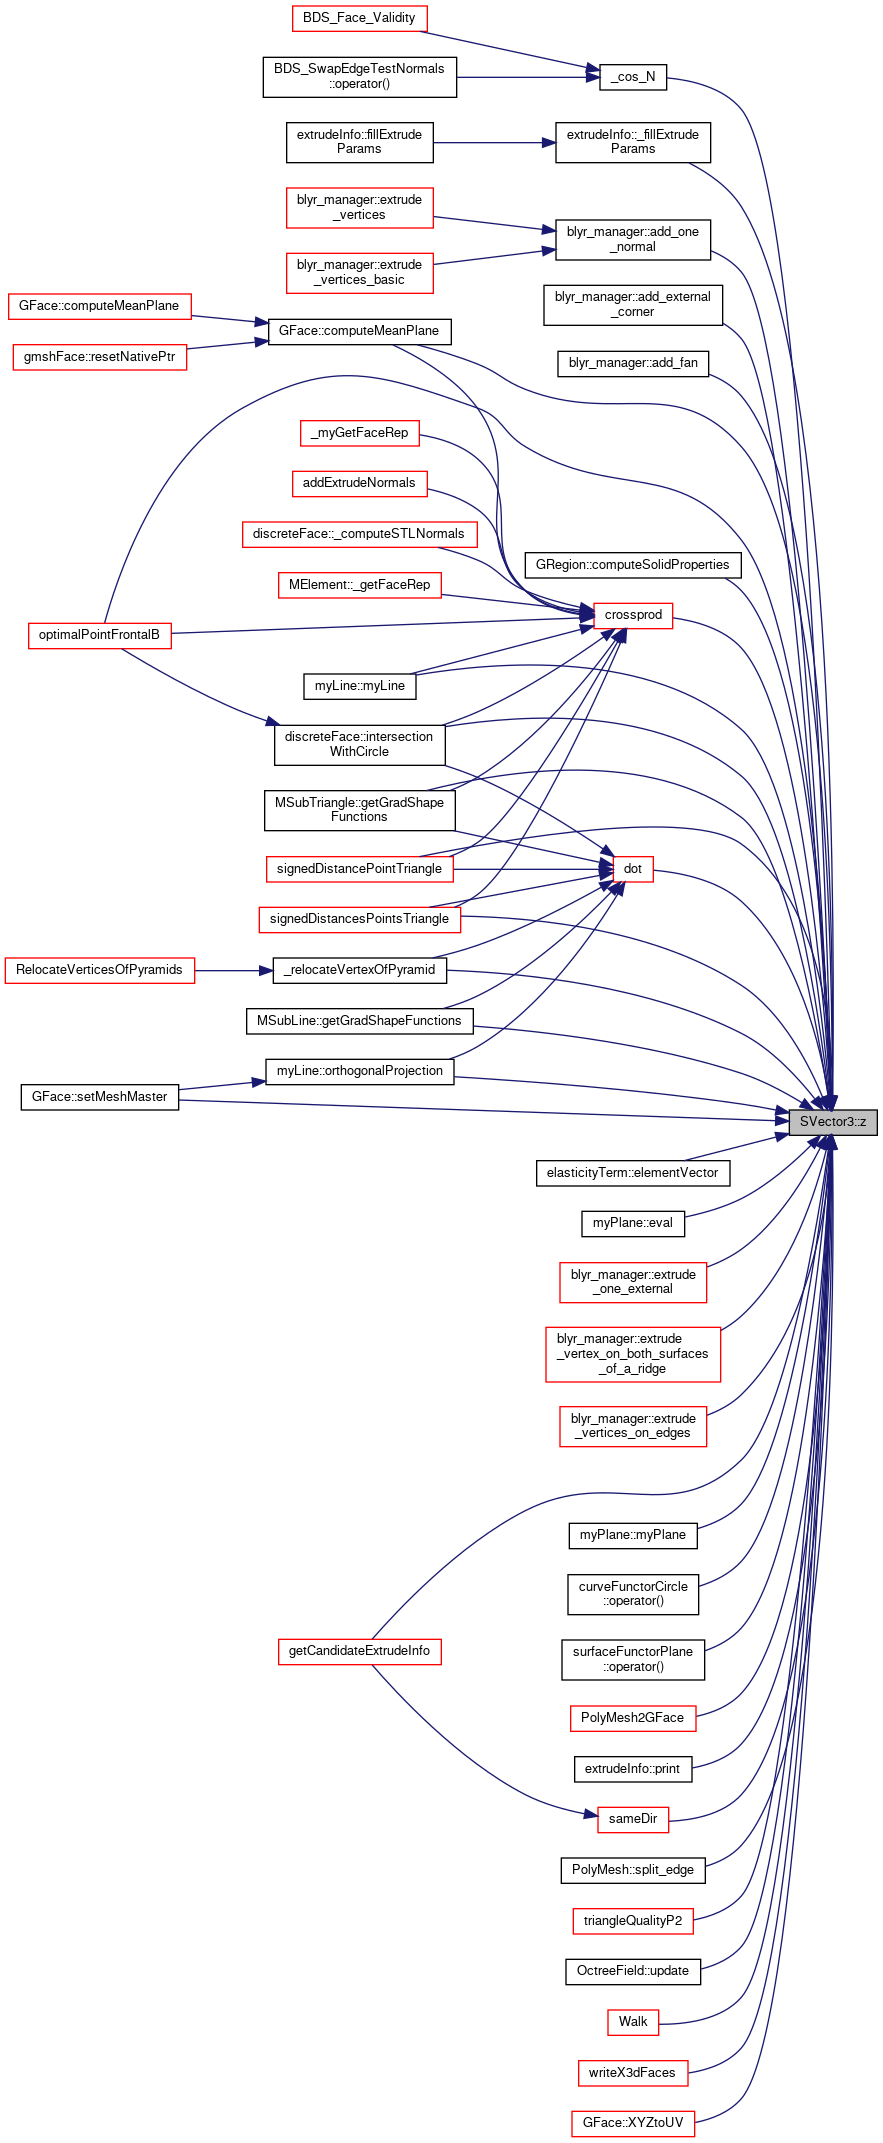 BDS_Face_Validity
BDS_SwapEdgeTestNormals
::operator()
_cos_N
extrudeInfo::fillExtrude
Params
extrudeInfo::_fillExtrude
Params
blyr_manager::extrude
_vertices
blyr_manager::add_one
_normal
blyr_manager::extrude
_vertices_basic
blyr_manager::add_external
_corner
GFace::computeMeanPlane
GFace::computeMeanPlane
gmshFace::resetNativePtr
blyr_manager::add_fan
_myGetFaceRep
addExtrudeNormals
discreteFace::_computeSTLNormals
GRegion::computeSolidProperties
MElement::_getFaceRep
crossprod
optimalPointFrontalB
myLine::myLine
discreteFace::intersection
WithCircle
MSubTriangle::getGradShape
Functions
signedDistancePointTriangle
dot
signedDistancesPointsTriangle
RelocateVerticesOfPyramids
_relocateVertexOfPyramid
MSubLine::getGradShapeFunctions
myLine::orthogonalProjection
GFace::setMeshMaster
SVector3::z
elasticityTerm::elementVector
myPlane::eval
blyr_manager::extrude
_one_external
blyr_manager::extrude
_vertex_on_both_surfaces
_of_a_ridge
blyr_manager::extrude
_vertices_on_edges
myPlane::myPlane
curveFunctorCircle
::operator()
getCandidateExtrudeInfo
surfaceFunctorPlane
::operator()
PolyMesh2GFace
extrudeInfo::print
sameDir
PolyMesh::split_edge
triangleQualityP2
OctreeField::update
Walk
writeX3dFaces
GFace::XYZtoUV